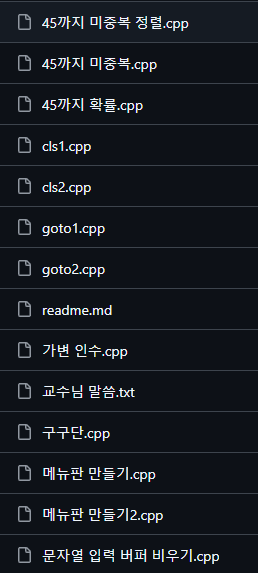 45까지 미중복 정렬.cpp
45까지 미중복.cpp
45까지 확률.cpp
cls1.cpp
cls2.cpp
goto1.cpp
goto2.cpp
readme.md
가변 인수.cpp
교수님 말씀.txt
구구단.cpp
메뉴판 만들기.cpp
메뉴판 만들기2.cpp
문자열 입력 버퍼 비우기.cpp